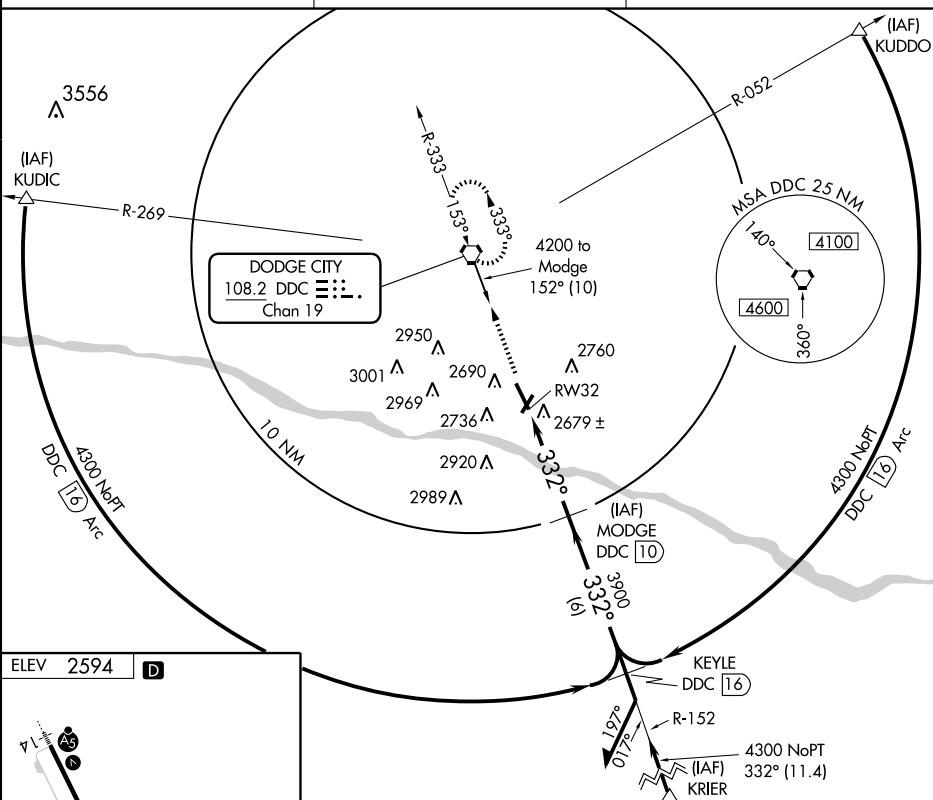 (IAF)
KUDDO
3556
R-052
R-333
(IAF)
KUDIC
R-269
153°
333°
MSA DDC 25 NM
140°
4100
4600
360°
4200 to
Modge
152° (10)
DODGE CITY
108.2 DDC
Chan 19
2950
3001
2690
2760
2969
RW32
2736
2679 ±
2920
2989
10 NM
332°
4300 NoPT
DDC 16 Arc
4300 NoPT
DDC 16 Arc
(IAF)
MODGE
DDC 10
3900
332°
(6)
KEYLE
DDC 16
ELEV 2594 D
R-152
197°
017°
4300 NoPT
332° (11.4)
(IAF)
KRIER
14
A5